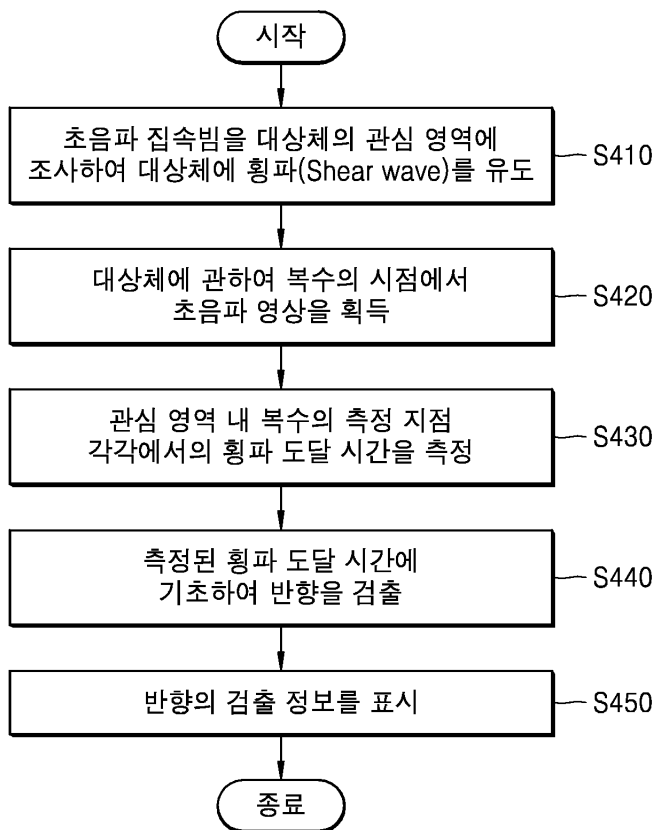 시작
초음파 집속빔을 대상체의 관심 영역에
조사하여 대상체에 횡파(Shear wave)를 유도
S410
대상체에 관하여 복수의 시점에서
초음파 영상을 획득
S420
관심 영역 내 복수의 측정 지점
각각에서의 횡파 도달 시간을 측정
S430
측정된 횡파 도달 시간에
기초하여 반향을 검출
S440
반향의 검출 정보를 표시
S450
종료